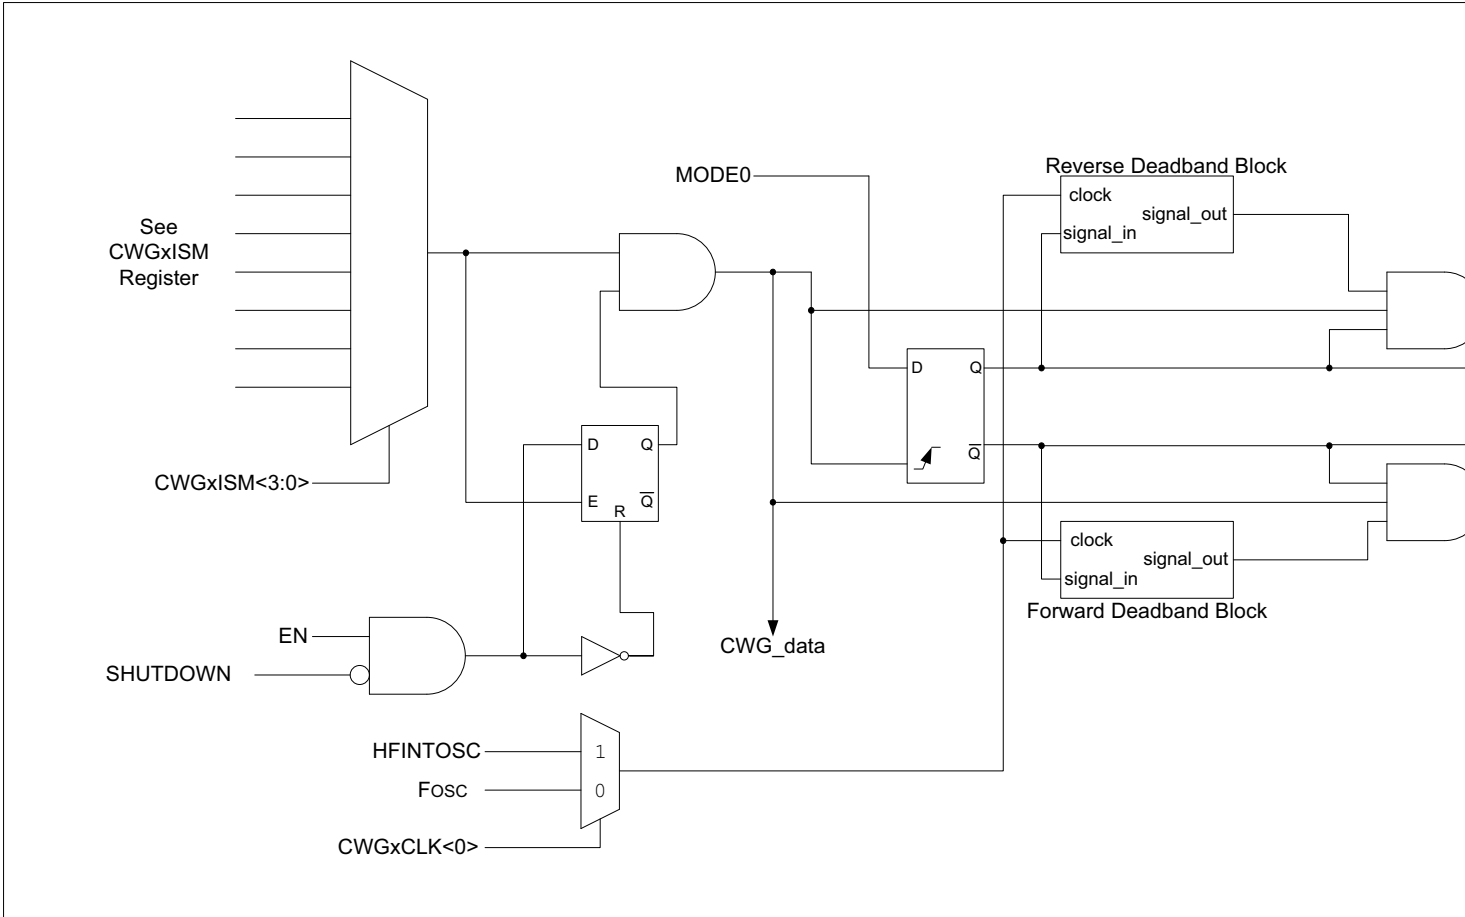 MODE0
Reverse Deadband Block
clock
signal_out
signal_in
See
CWGxISM
Register
D
Q
Q̅
D
Q
E
Q̅
R
CWGxISM<3:0>
clock
signal_out
signal_in
Forward Deadband Block
EN
SHUTDOWN
CWG_data
HFINTOSC
1
FOSC
0
CWGxCLK<0>